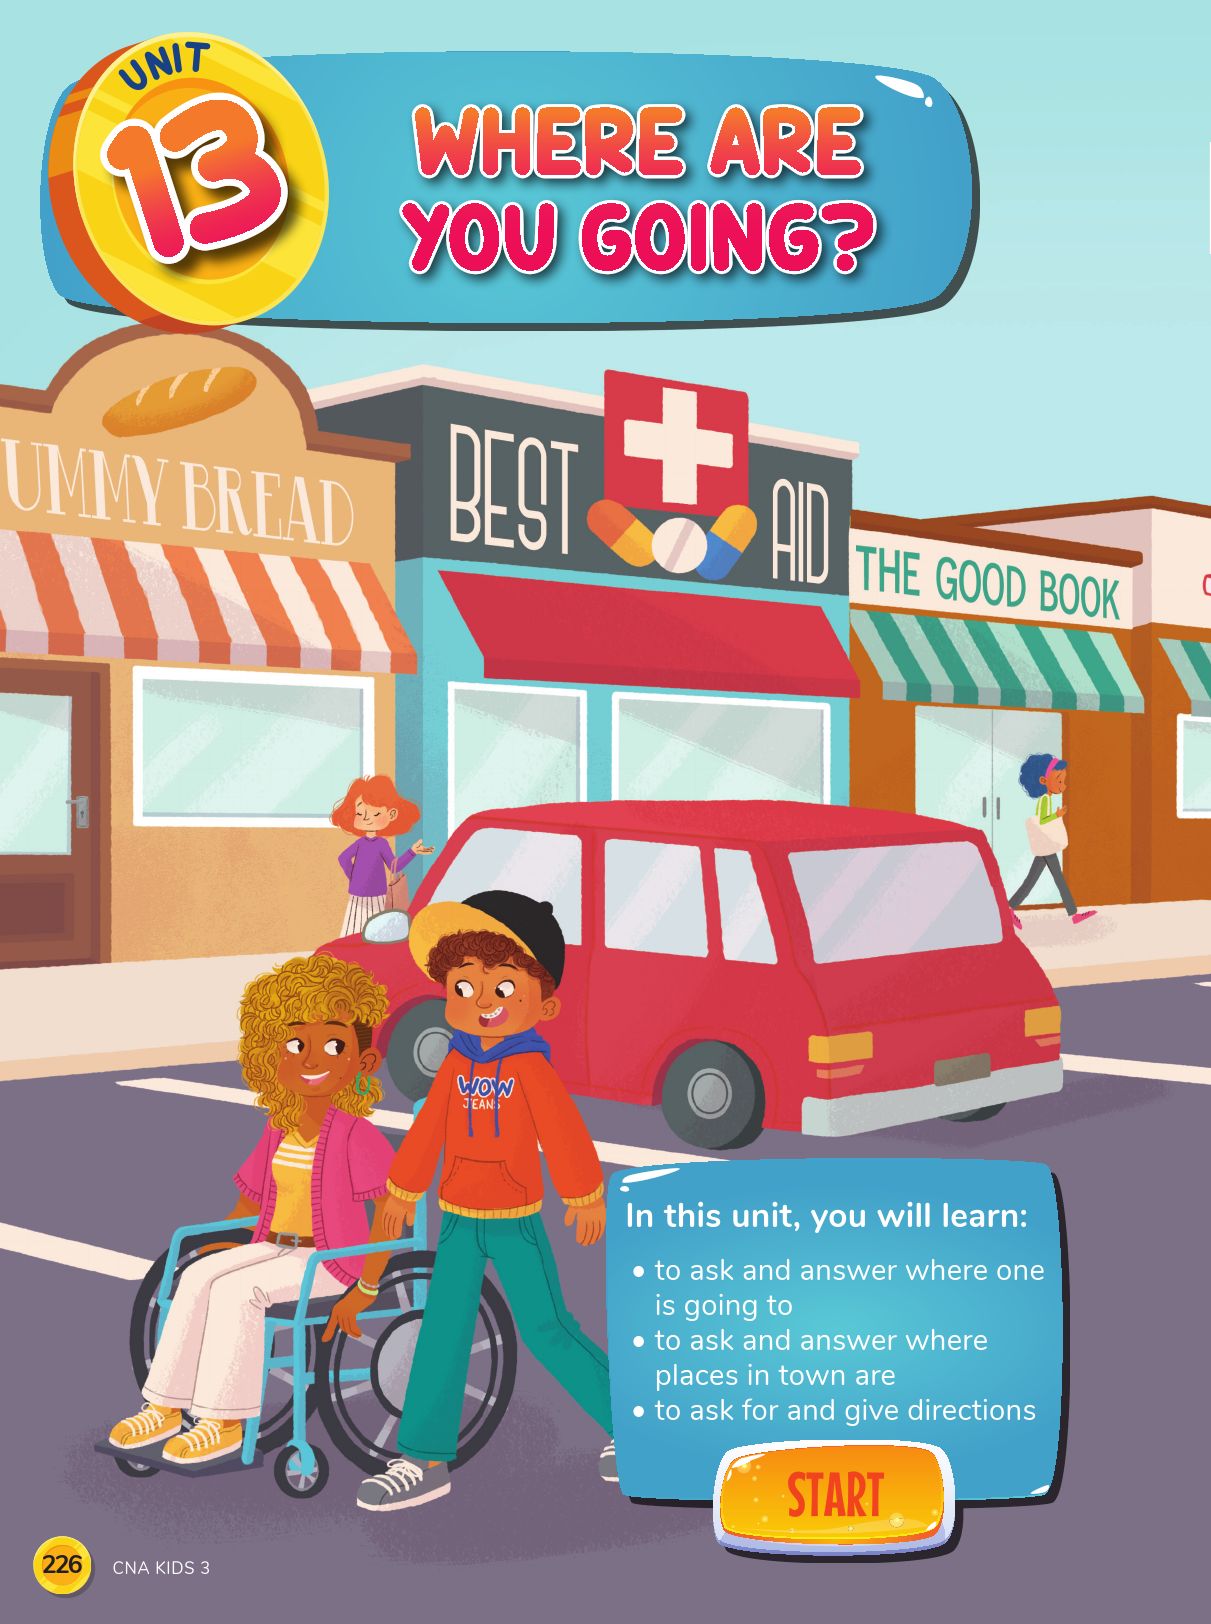 UNIT
13
WHERE ARE
YOU GOING?
UMMY BREAD
BEST
AID
THE GOOD BOOK
WOW
JEANS
In this unit, you will learn:
• to ask and answer where one
is going to
• to ask and answer where
places in town are
• to ask for and give directions
START
226 CNA KIDS 3